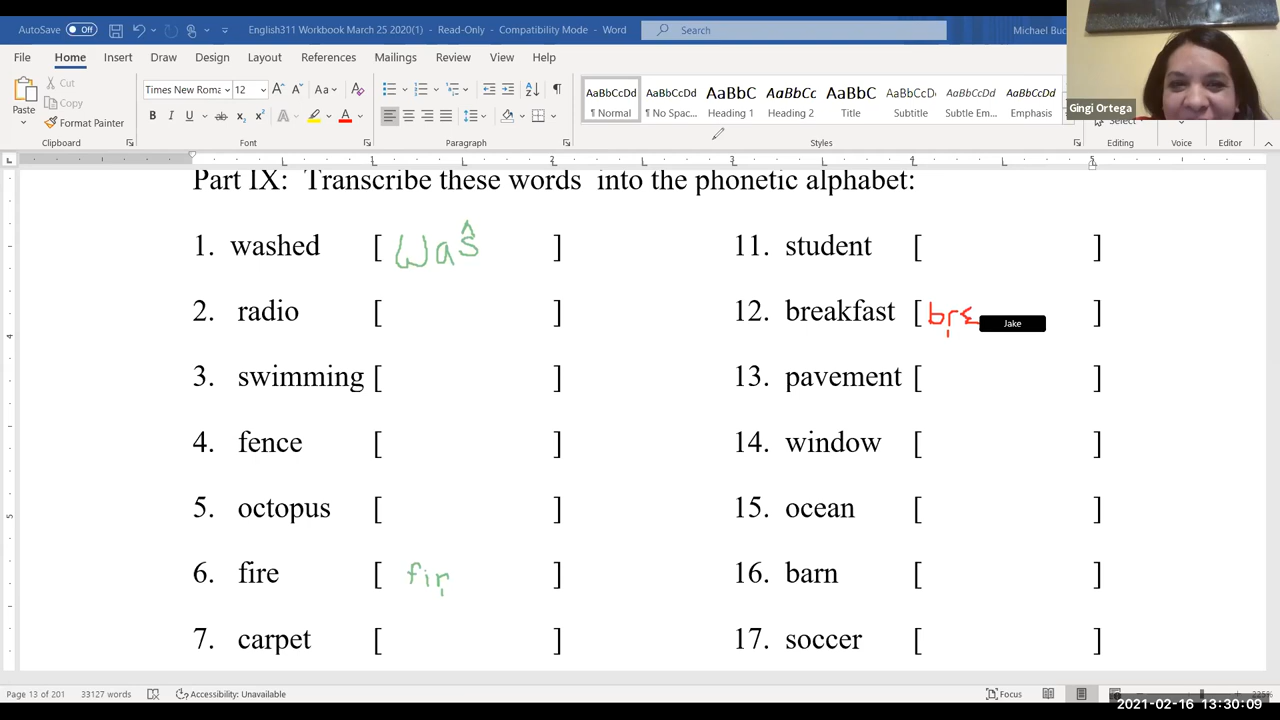 AutoSave Off English311 Workbook March 25 2020(1) - Read-Only - Compatibility Mode - Word Search Michael Buc
File Home Insert Draw Design Layout References Mailings Review View Help
Gingi Ortega
Paste Cut Copy Format Painter
Times New Roma 12
AaBbCcDd AaBbCcDd AaBbC AaBbCc AaBbC AaBbCcD AaBbCcDd AaBbCcDd
¶ Normal ¶ No Spac... Heading 1 Heading 2 Title Subtitle Subtle Em... Emphasis
Select
Clipboard Font Paragraph Styles Editing Voice Editor
Part IX: Transcribe these words into the phonetic alphabet:
1. washed [ waŝ ]
2. radio [ ]
3. swimming [ ]
4. fence [ ]
5. octopus [ ]
6. fire [ fir̩ ]
7. carpet [ ]
11. student [ ]
12. breakfast [ br̩ɛ Jake ]
13. pavement [ ]
14. window [ ]
15. ocean [ ]
16. barn [ ]
17. soccer [ ]
Page 13 of 201 33127 words Accessibility: Unavailable Focus
2021-02-16 13:30:09